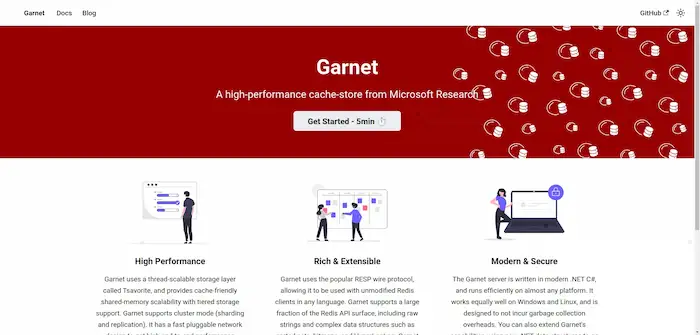 Garnet Docs Blog GitHub
Garnet
A high-performance cache-store from Microsoft Research
Get Started - 5min ⏱️
High Performance
Garnet uses a thread-scalable storage layer
called Tsavorite, and provides cache-friendly
shared-memory scalability with tiered storage
support. Garnet supports cluster mode (sharding
and replication). It has a fast pluggable network
Rich & Extensible
Garnet uses the popular RESP wire protocol,
allowing it to be used with unmodified Redis
clients in any language. Garnet supports a large
fraction of the Redis API surface, including raw
strings and complex data structures such as
Modern & Secure
The Garnet server is written in modern .NET C#,
and runs efficiently on almost any platform. It
works equally well on Windows and Linux, and is
designed to not incur garbage collection
overheads. You can also extend Garnet's